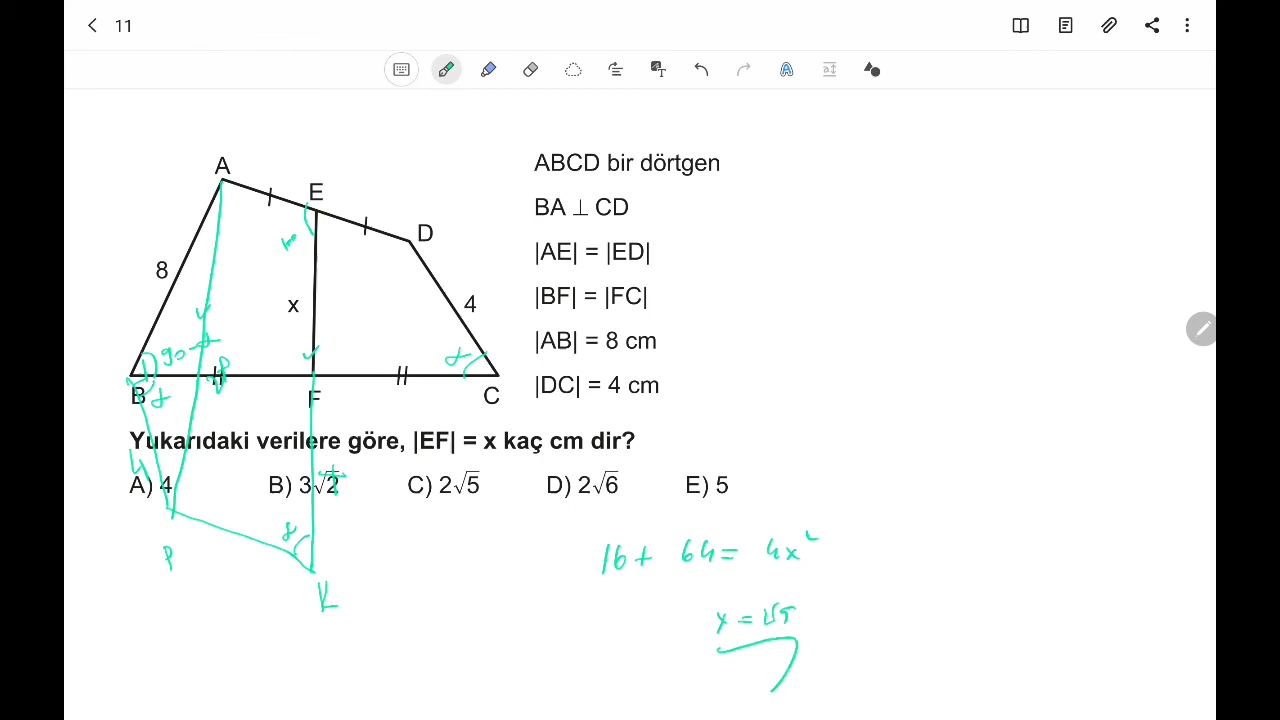 11
A
E
D
8
x
4
90-α
α
α
B
F
C
4
P
K
ABCD bir dörtgen
BA ⊥ CD
|AE| = |ED|
|BF| = |FC|
|AB| = 8 cm
|DC| = 4 cm
Yukarıdaki verilere göre, |EF| = x kaç cm dir?
A) 4 B) 3√2 C) 2√5 D) 2√6 E) 5
16 + 64 = 4x²
x = 2√5